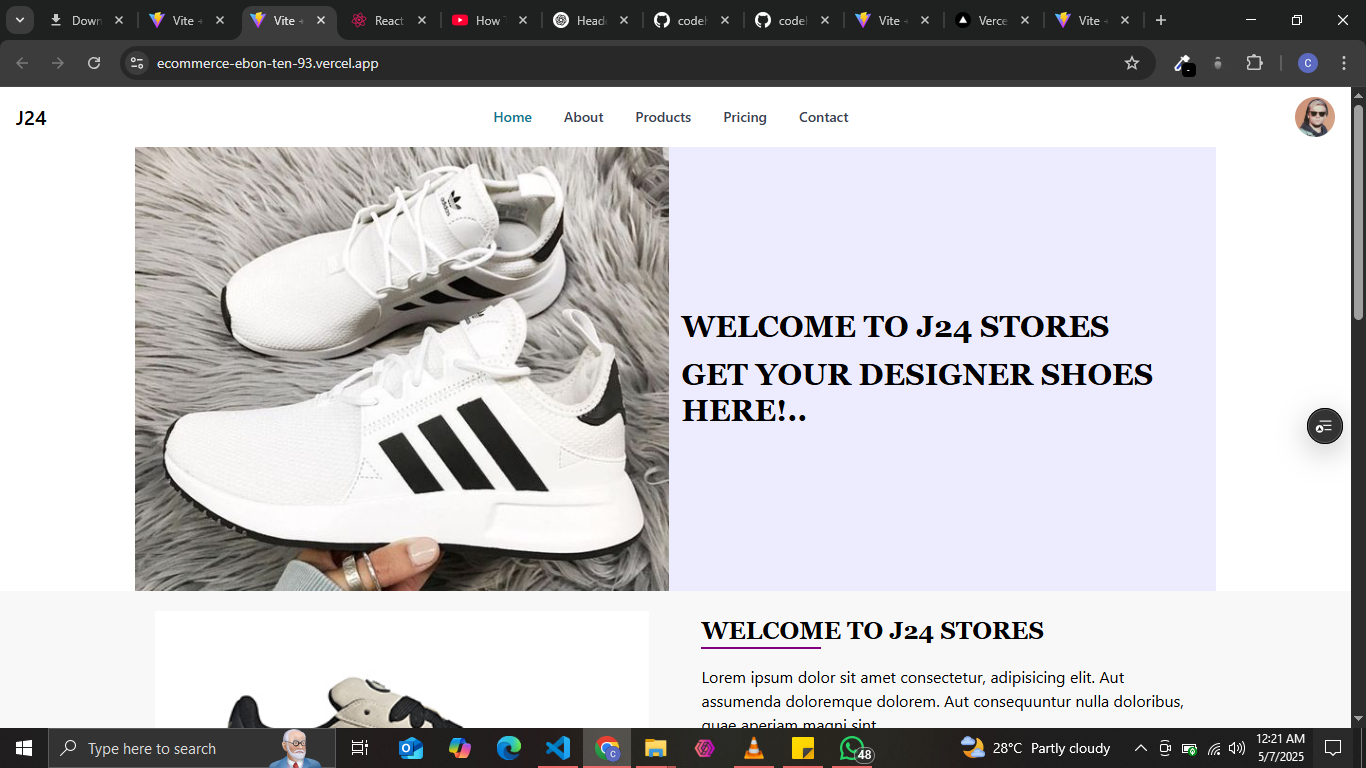 Down
Vite
Vite
React
How
Head
codel
codel
Vite
Verce
Vite
ecommerce-ebon-ten-93.vercel.app
C
J24
Home
About
Products
Pricing
Contact
adidas
WELCOME TO J24 STORES
GET YOUR DESIGNER SHOES
HERE!..
WELCOME TO J24 STORES
Lorem ipsum dolor sit amet consectetur, adipisicing elit. Aut
assumenda doloremque dolorem. Aut consequuntur nulla doloribus,
quae aperiam magni sint
Type here to search
48
28°C Partly cloudy
12:21 AM
5/7/2025